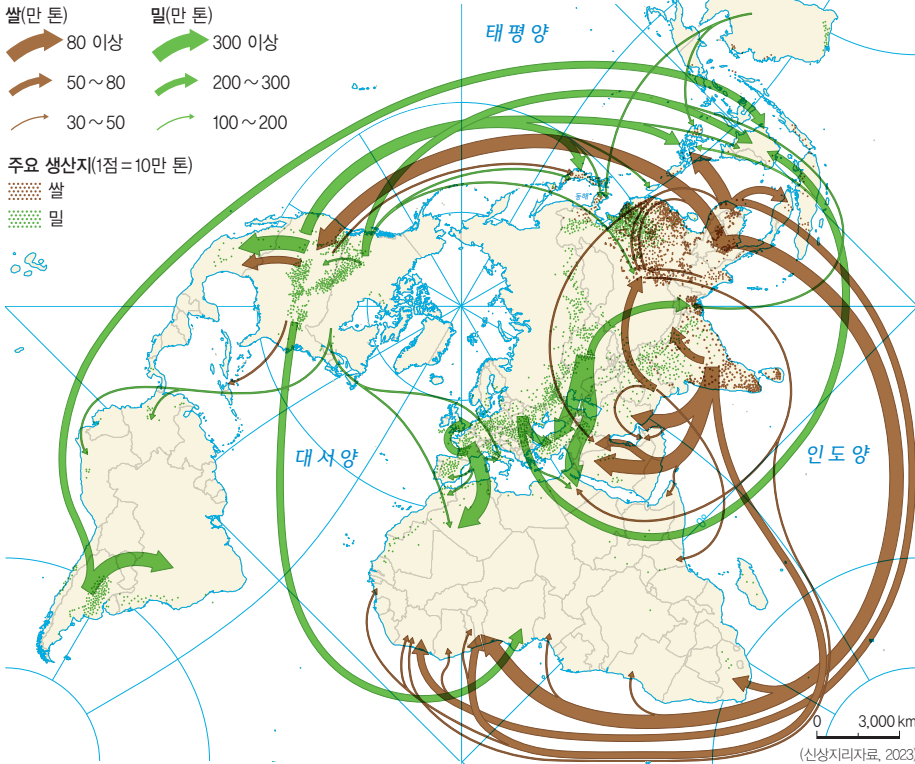 쌀(만 톤)
밀(만 톤)
80 이상
300 이상
50~80
200~300
30~50
100~200
주요 생산지(1점=10만 톤)
쌀
밀
태평양
동해
대서양
인도양
0 3,000 km
(신상지리자료, 2023)